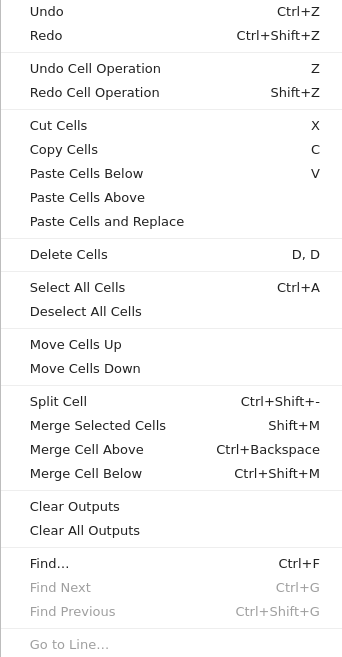 Undo Ctrl+Z
Redo Ctrl+Shift+Z
Undo Cell Operation Z
Redo Cell Operation Shift+Z
Cut Cells X
Copy Cells C
Paste Cells Below V
Paste Cells Above
Paste Cells and Replace
Delete Cells D, D
Select All Cells Ctrl+A
Deselect All Cells
Move Cells Up
Move Cells Down
Split Cell Ctrl+Shift+-
Merge Selected Cells Shift+M
Merge Cell Above Ctrl+Backspace
Merge Cell Below Ctrl+Shift+M
Clear Outputs
Clear All Outputs
Find… Ctrl+F
Find Next Ctrl+G
Find Previous Ctrl+Shift+G
Go to Line…